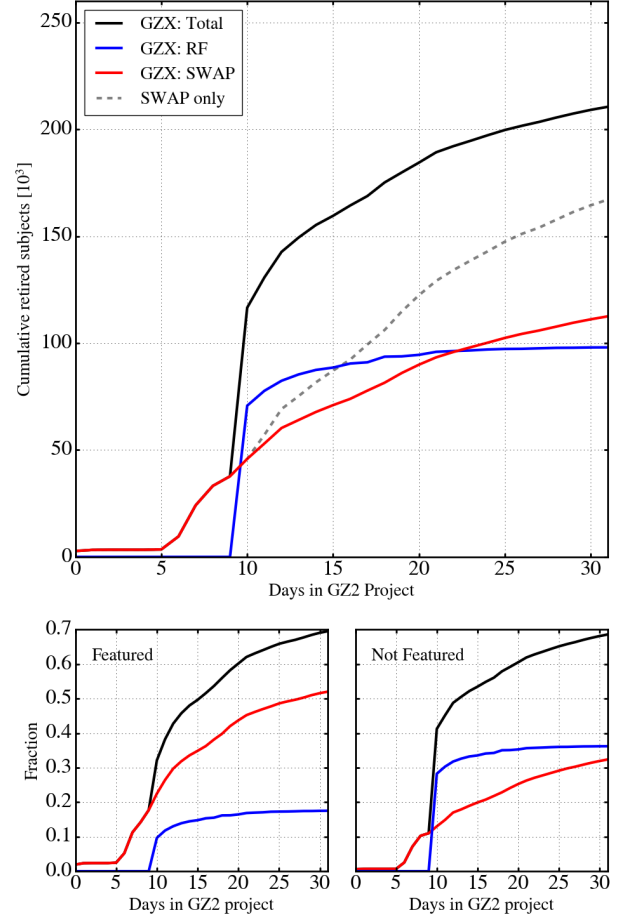 250
200
150
100
50
0
Cumulative retired subjects [10³]
GZX: Total
GZX: RF
GZX: SWAP
SWAP only
0 5 10 15 20 25 30
Days in GZ2 Project
0.7
0.6
0.5
0.4
0.3
0.2
0.1
0.0
Fraction
Featured
0 5 10 15 20 25 30
Days in GZ2 project
Not Featured
0 5 10 15 20 25 30
Days in GZ2 project